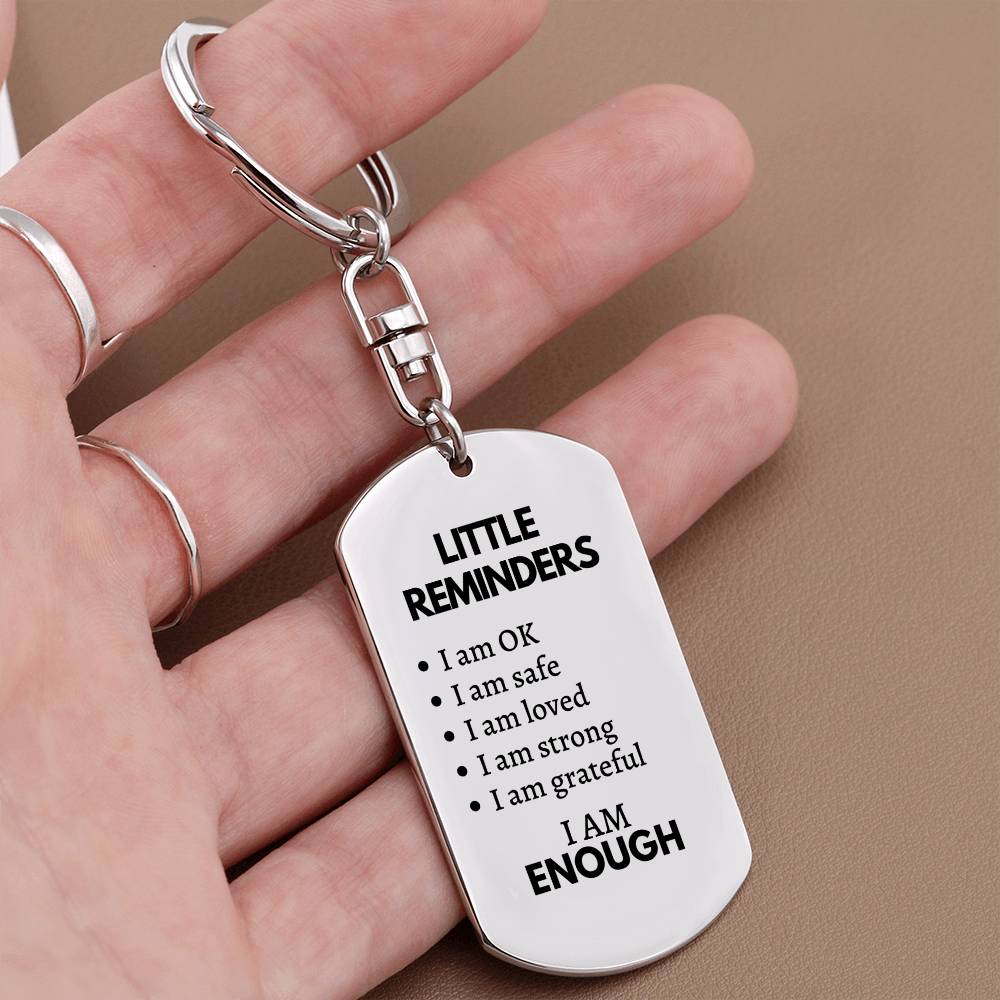 LITTLE
REMINDERS
• I am OK
• I am safe
• I am loved
• I am strong
• I am grateful
I AM
ENOUGH